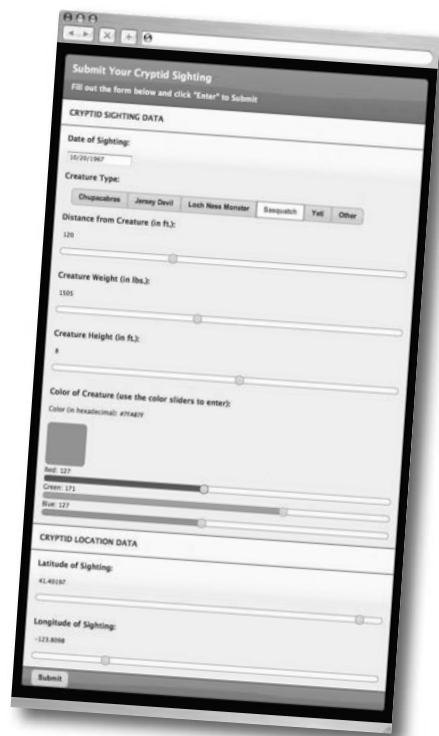 Submit Your Cryptid Sighting
Fill out the form below and click "Enter" to Submit
CRYPTID SIGHTING DATA
Date of Sighting:
10/20/1967
Creature Type:
Chupacabras Jersey Devil Loch Ness Monster Sasquatch Yeti Other
Distance from Creature (in ft.):
120
Creature Weight (in lbs.):
1505
Creature Height (in ft.):
8
Color of Creature (use the color sliders to enter):
Color (in hexadecimal): #7FAB7F
Red: 127
Green: 171
Blue: 127
CRYPTID LOCATION DATA
Latitude of Sighting:
41.40197
Longitude of Sighting:
-123.8098
Submit